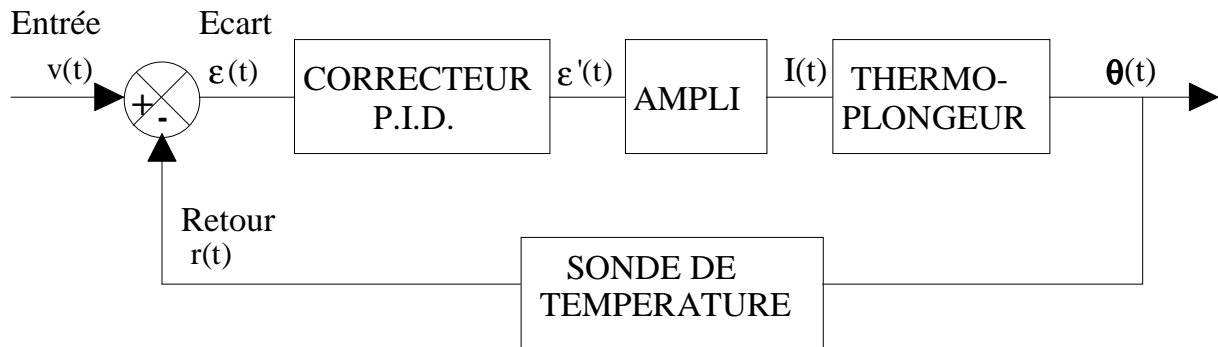 Entrée
v(t)
+
-
Ecart
ε(t)
CORRECTEUR
P.I.D.
ε'(t)
AMPLI
I(t)
THERMO-
PLONGEUR
θ(t)
Retour
r(t)
SONDE DE
TEMPERATURE